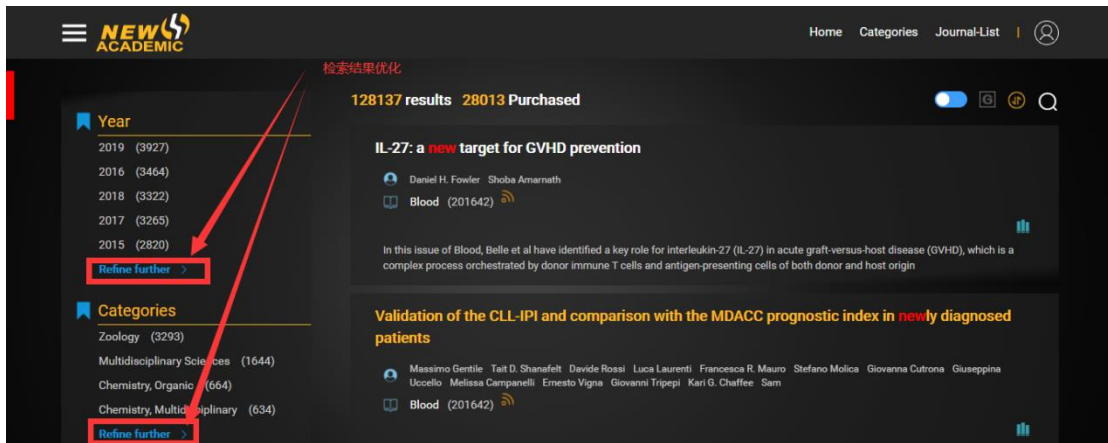 NEW
ACADEMIC
Home Categories Journal-List |
检索结果优化
128137 results 28013 Purchased
G
Year
2019 (3927)
2016 (3464)
2018 (3322)
2017 (3265)
2015 (2820)
Refine further >
Categories
Zoology (3293)
Multidisciplinary Sciences (1644)
Chemistry, Organic (664)
Chemistry, Multidisciplinary (634)
Refine further >
IL-27: a new target for GVHD prevention
Daniel H. Fowler Shoba Amarnath
Blood (201642)
In this issue of Blood, Belle et al have identified a key role for interleukin-27 (IL-27) in acute graft-versus-host disease (GVHD), which is a
complex process orchestrated by donor immune T cells and antigen-presenting cells of both donor and host origin
Validation of the CLL-IPI and comparison with the MDACC prognostic index in newly diagnosed
patients
Massimo Gentile Tait D. Shanafelt Davide Rossi Luca Laurenti Francesca R. Mauro Stefano Molica Giovanna Cutrona Giuseppina
Uccello Melissa Campanelli Ernesto Vigna Giovanni Tripepi Kari G. Chaffee Sam
Blood (201642)